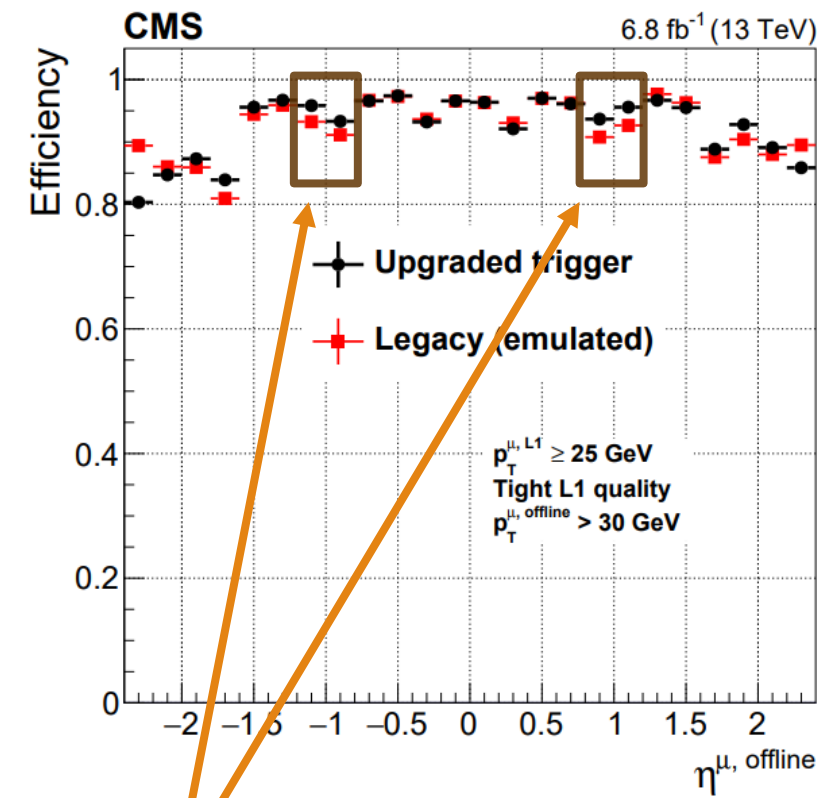 CMS 6.8 fb⁻¹ (13 TeV)
Efficiency
1
0.8
0.6
0.4
0.2
0
Upgraded trigger
Legacy (emulated)
p_T^{μ, L1} ≥ 25 GeV
Tight L1 quality
p_T^{μ, offline} > 30 GeV
−2 −1.5 −1 −0.5 0 0.5 1 1.5 2
η^{μ, offline}